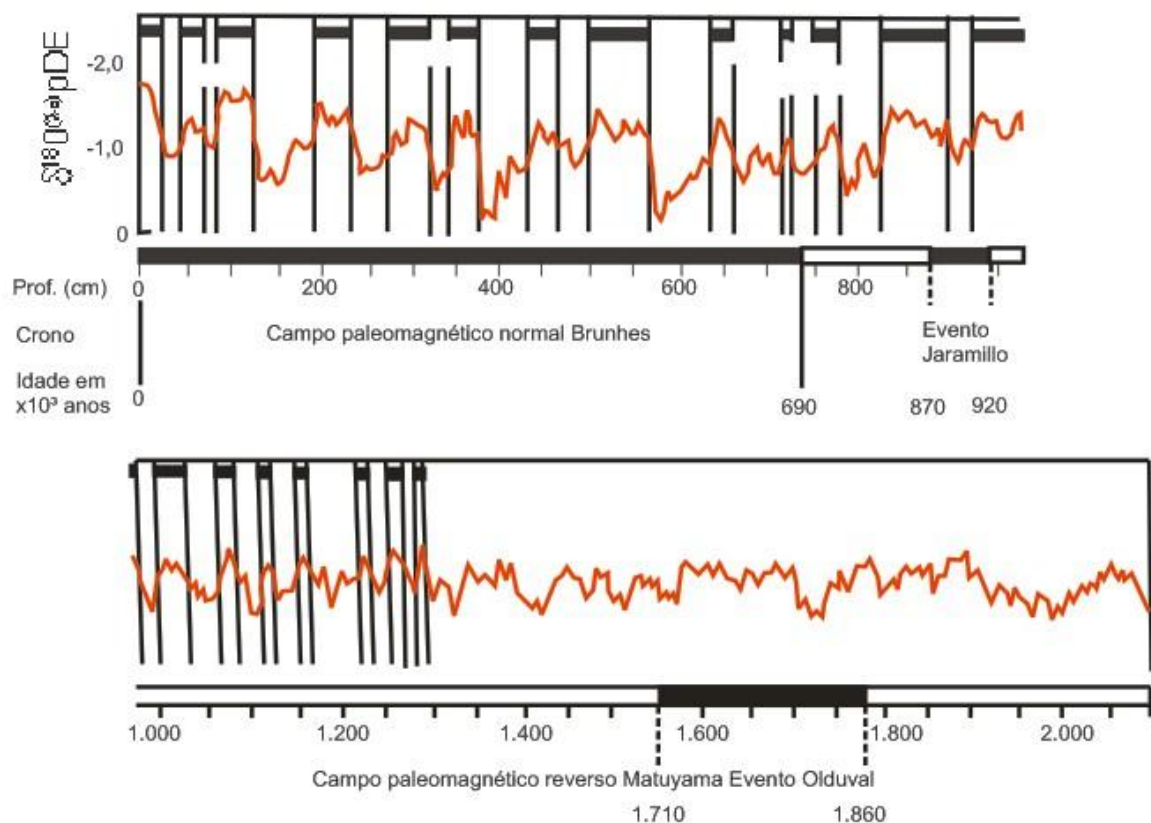 -2,0
-1,0
0
Prof. (cm) 0 200 400 600 800
Crono Campo paleomagnético normal Brunhes Evento
Jaramillo
Idade em
x10³ anos 0 690 870 920
1.000 1.200 1.400 1.600 1.800 2.000
Campo paleomagnético reverso Matuyama Evento Olduval
1.710 1.860